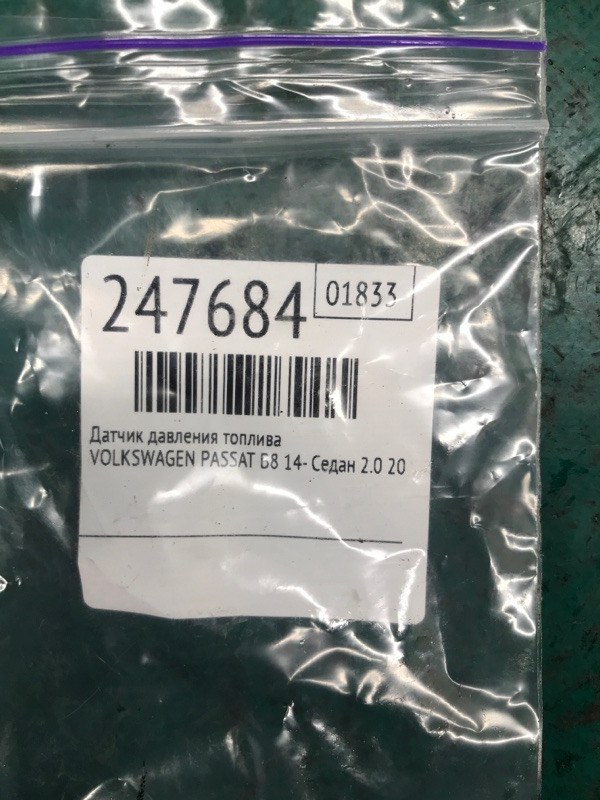 247684
01833
Датчик давления топлива
VOLKSWAGEN PASSAT B8 14- Седан 2.0 20